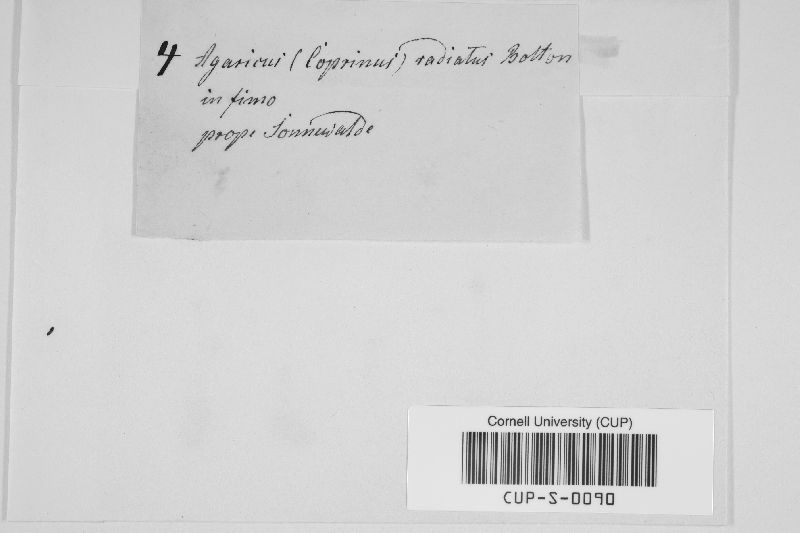 4 Agaricus (Coprinus) radiatus Bolton
in fimo
prope Sonnewalde
Cornell University (CUP)
CUP-S-0090